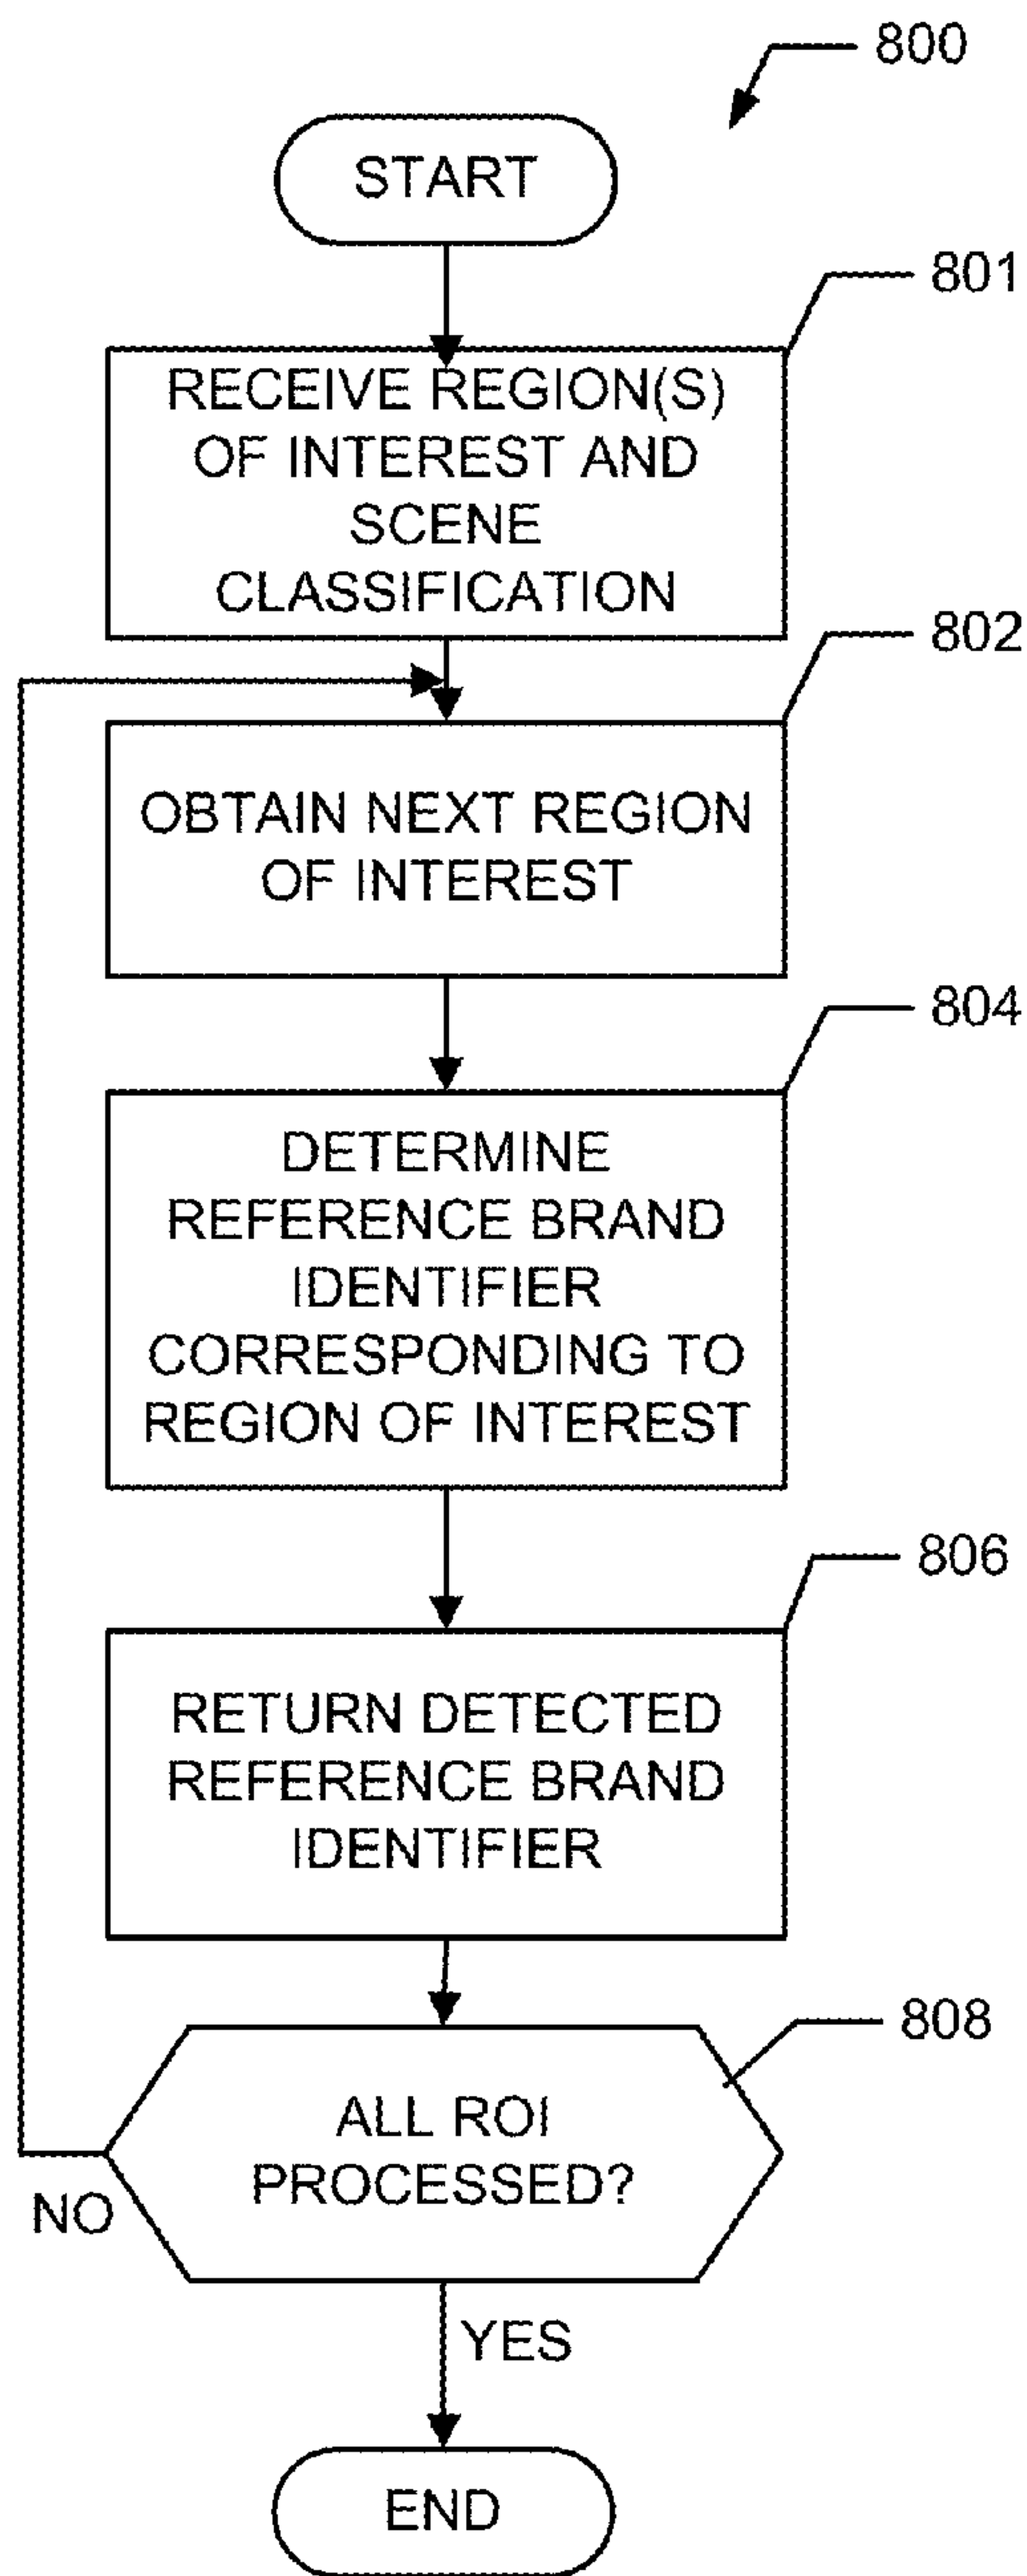 800
START
801
RECEIVE REGION(S)
OF INTEREST AND
SCENE
CLASSIFICATION
802
OBTAIN NEXT REGION
OF INTEREST
804
DETERMINE
REFERENCE BRAND
IDENTIFIER
CORRESPONDING TO
REGION OF INTEREST
806
RETURN DETECTED
REFERENCE BRAND
IDENTIFIER
808
ALL ROI
PROCESSED?
NO
YES
END